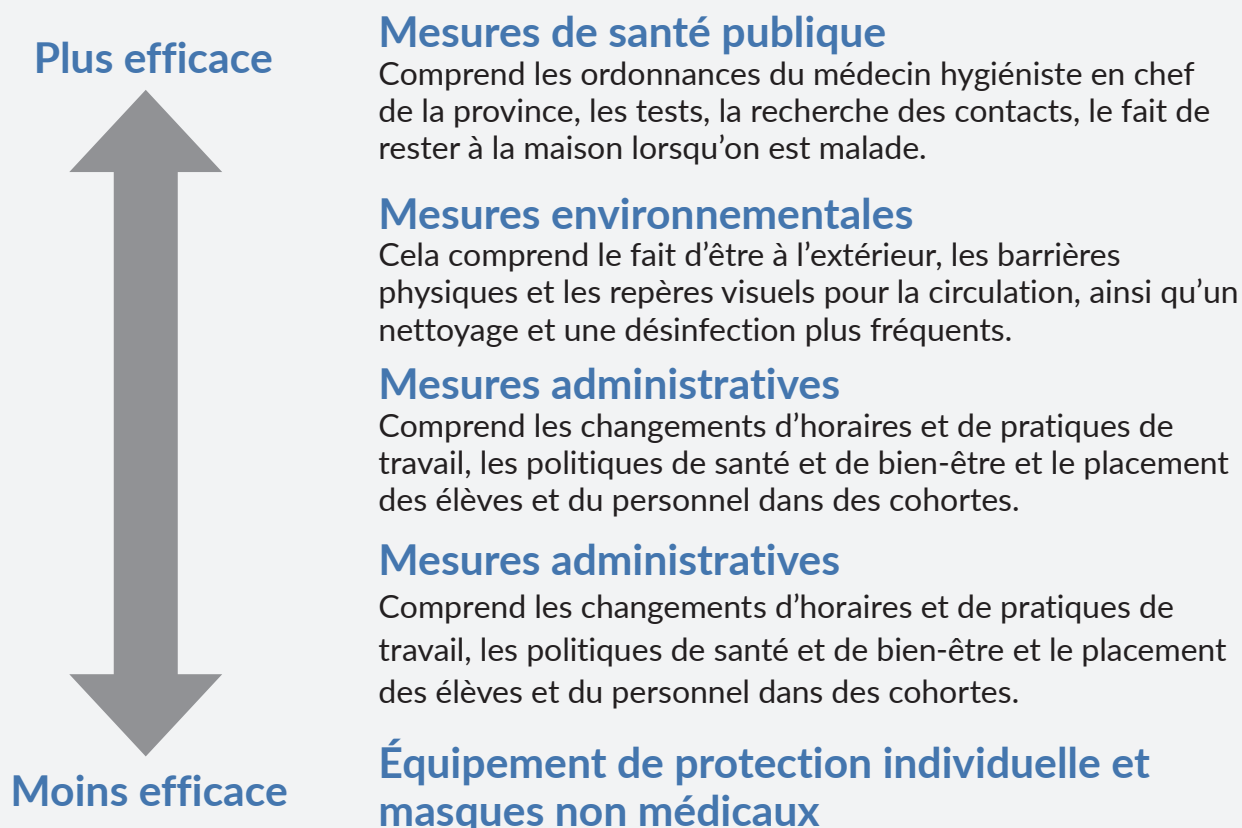 Plus efficace
Mesures de santé publique
Comprend les ordonnances du médecin hygiéniste en chef
de la province, les tests, la recherche des contacts, le fait de
rester à la maison lorsqu’on est malade.
Mesures environnementales
Cela comprend le fait d’être à l’extérieur, les barrières
physiques et les repères visuels pour la circulation, ainsi qu’un
nettoyage et une désinfection plus fréquents.
Mesures administratives
Comprend les changements d’horaires et de pratiques de
travail, les politiques de santé et de bien-être et le placement
des élèves et du personnel dans des cohortes.
Mesures administratives
Comprend les changements d’horaires et de pratiques de
travail, les politiques de santé et de bien-être et le placement
des élèves et du personnel dans des cohortes.
Moins efficace
Équipement de protection individuelle et
masques non médicaux